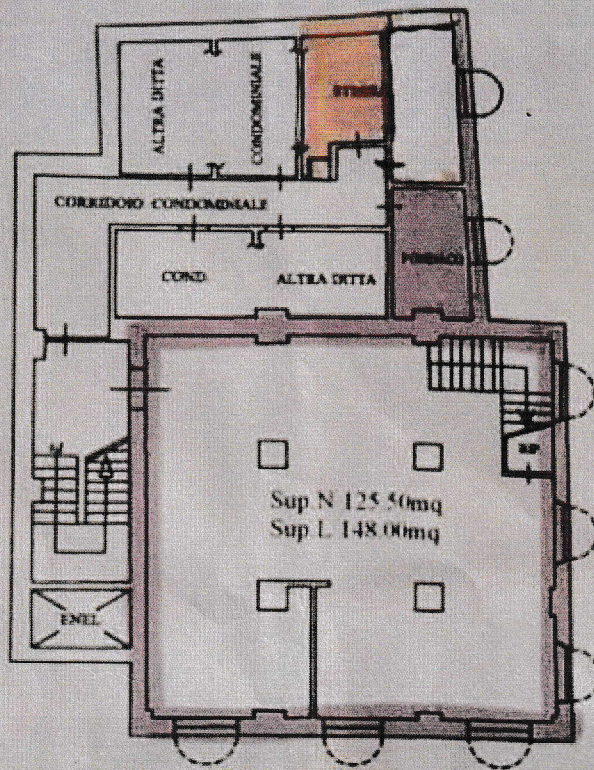 ALTRA DITTA
CONDOMINIALE
CORRIDOIO CONDOMINIALE
COND.
ALTRA DITTA
Sup.N 125.50mq
Sup.L 148.00mq
ENEL